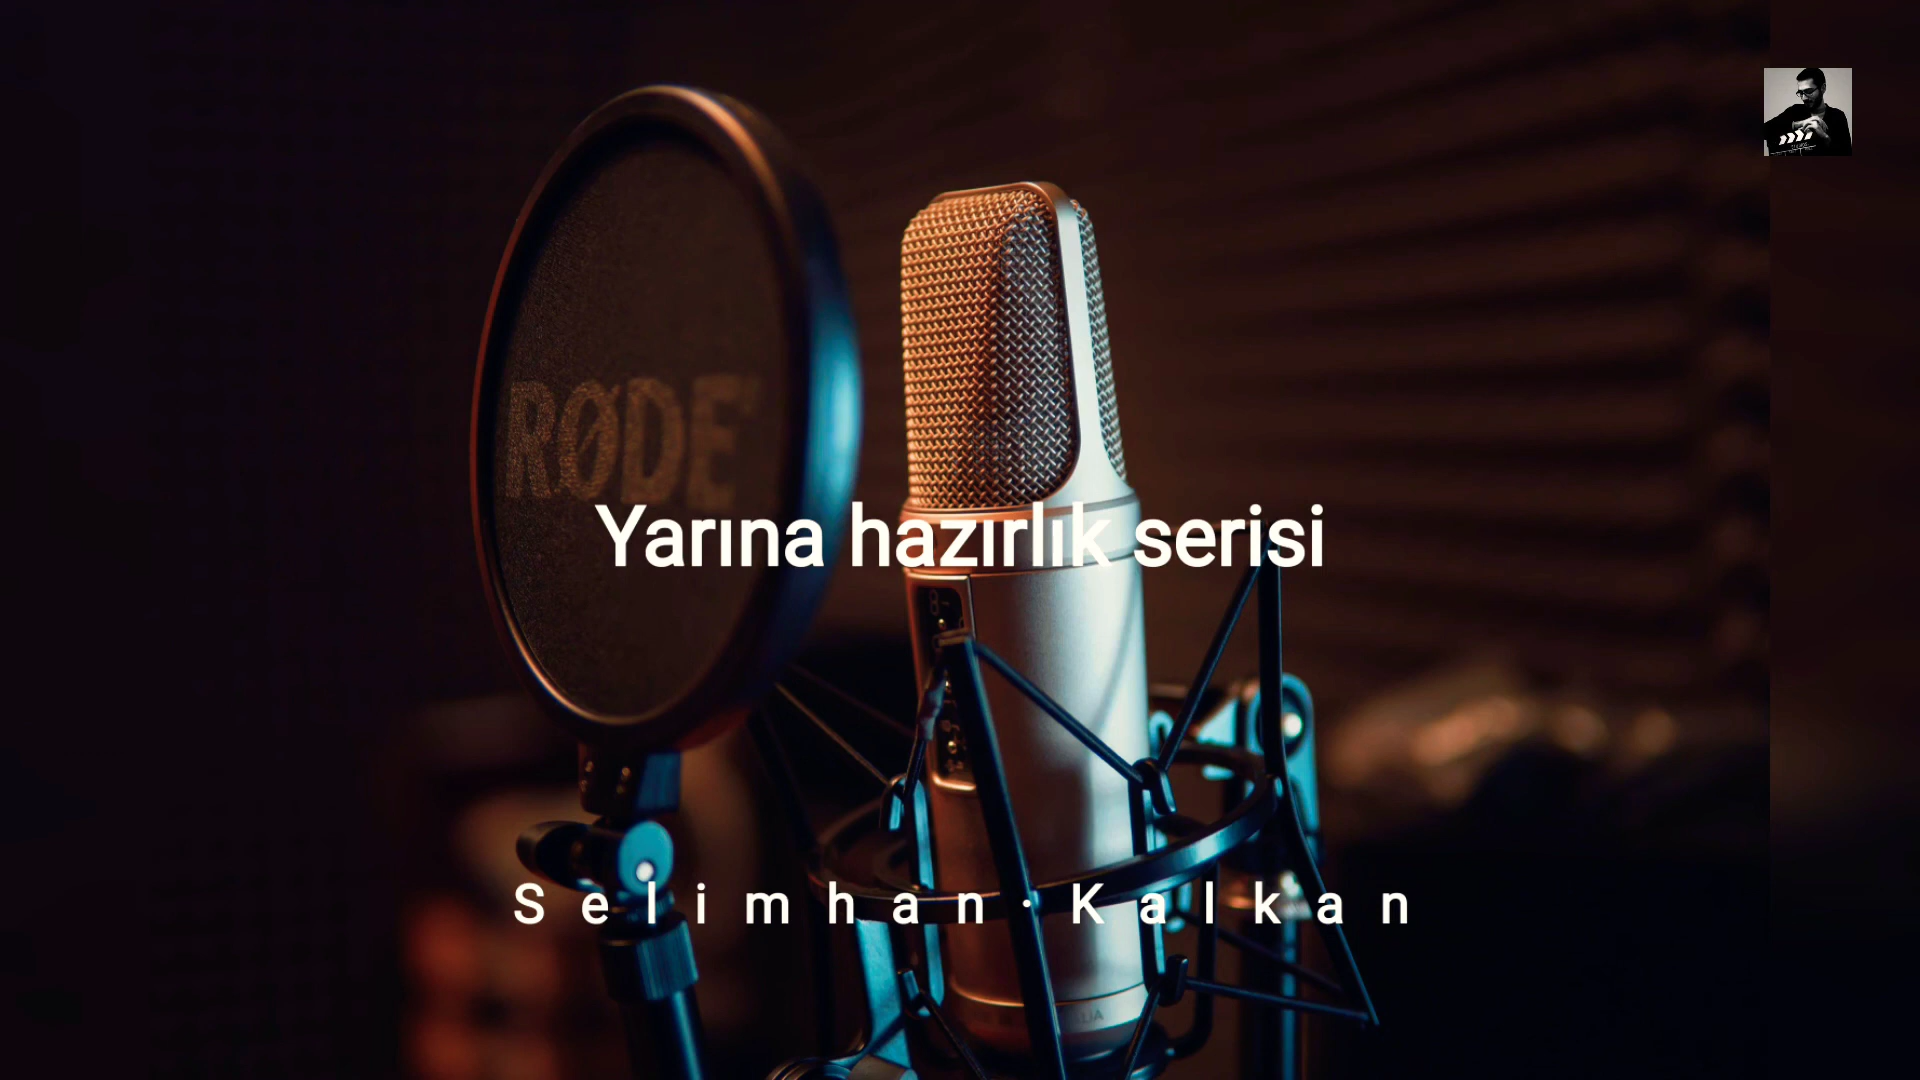 RØDE
Yarına hazırlık serisi
Selimhan · Kalkan